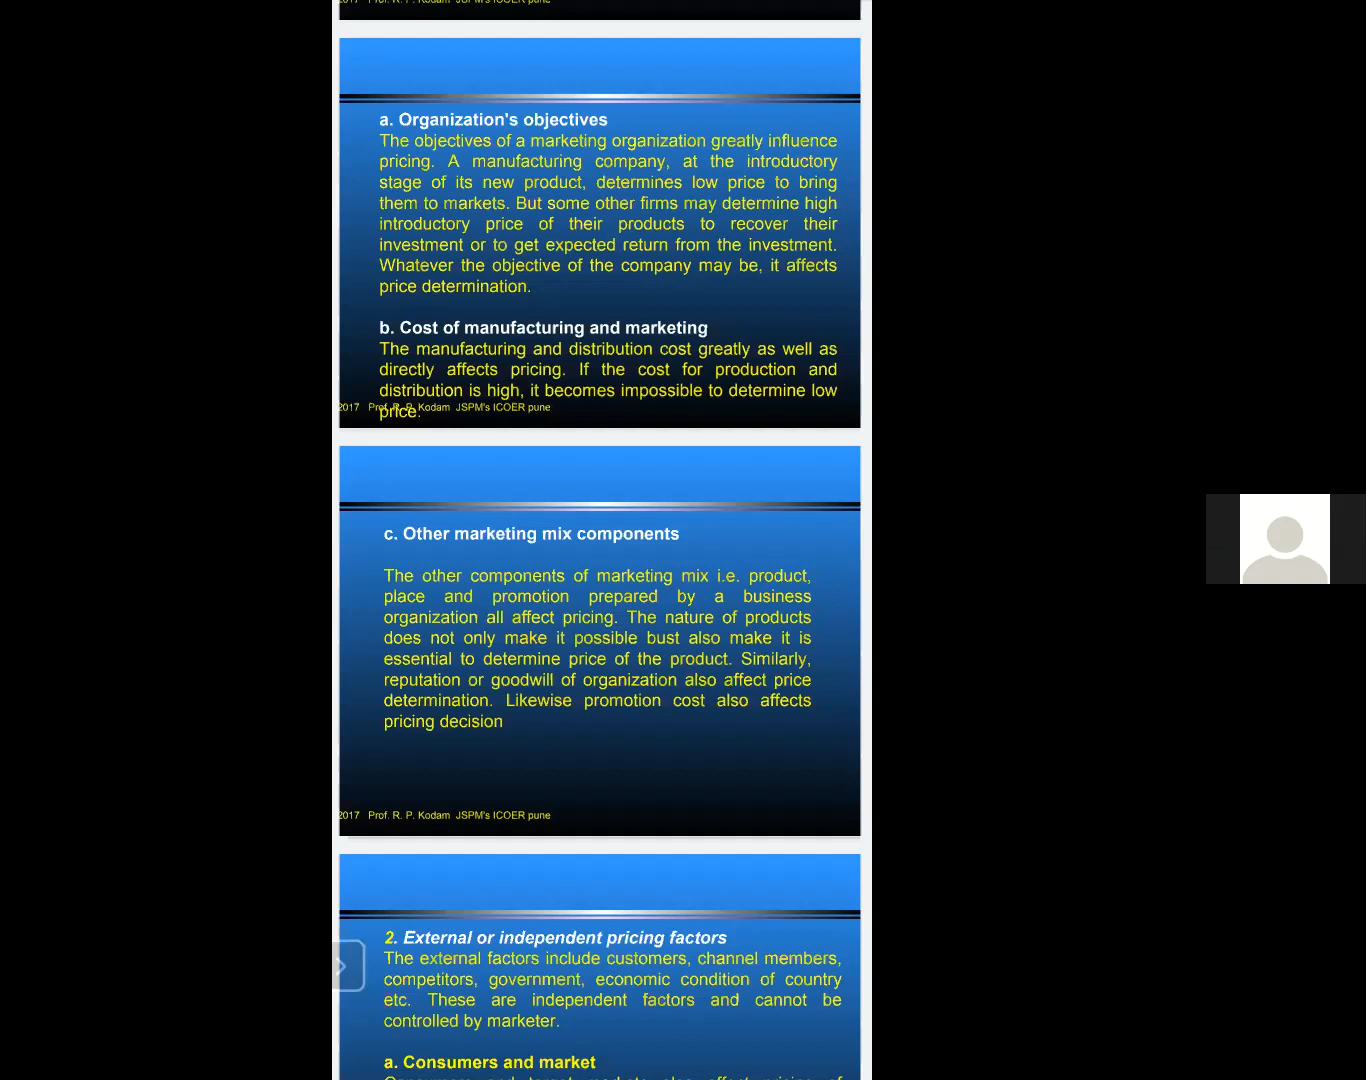 2017 Prof. R. P. Kodam JSPM's ICOER pune
a. Organization's objectives
The objectives of a marketing organization greatly influence
pricing. A manufacturing company, at the introductory
stage of its new product, determines low price to bring
them to markets. But some other firms may determine high
introductory price of their products to recover their
investment or to get expected return from the investment.
Whatever the objective of the company may be, it affects
price determination.
b. Cost of manufacturing and marketing
The manufacturing and distribution cost greatly as well as
directly affects pricing. If the cost for production and
distribution is high, it becomes impossible to determine low
price.
2017 Prof. R. P. Kodam JSPM's ICOER pune
c. Other marketing mix components
The other components of marketing mix i.e. product,
place and promotion prepared by a business
organization all affect pricing. The nature of products
does not only make it possible bust also make it is
essential to determine price of the product. Similarly,
reputation or goodwill of organization also affect price
determination. Likewise promotion cost also affects
pricing decision
2017 Prof. R. P. Kodam JSPM's ICOER pune
2. External or independent pricing factors
The external factors include customers, channel members,
competitors, government, economic condition of country
etc. These are independent factors and cannot be
controlled by marketer.
a. Consumers and market